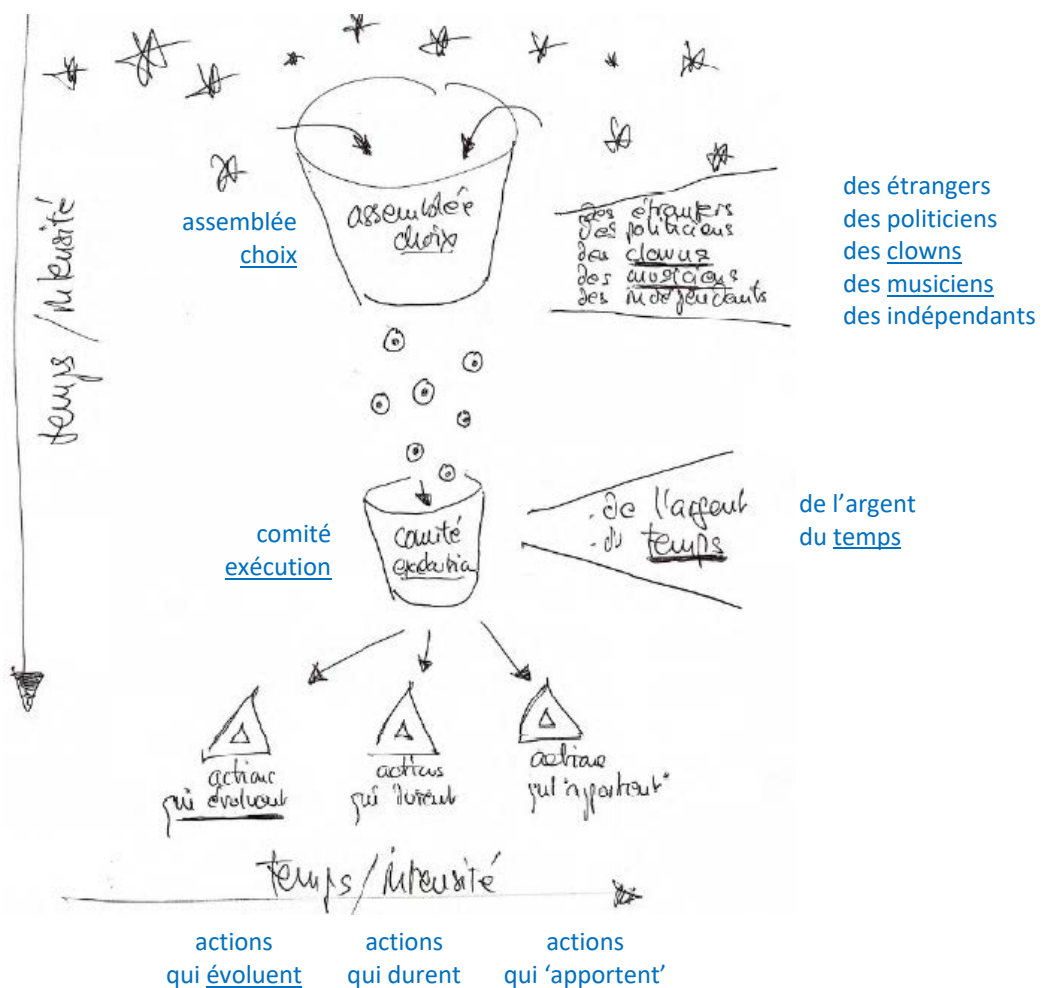 temps / intensité
assemblée
choix
assemblée
choix
des étrangers
des politiciens
des clowns
des musiciens
des indépendants
des étrangers
des politiciens
des clowns
des musiciens
des indépendants
comité
exécution
comité
exécution
. de l'argent
. du temps
de l’argent
du temps
actions
qui évoluent
actions
qui durent
actions
qui "apportent"
temps / intensité
actions
qui évoluent
actions
qui durent
actions
qui ‘apportent’